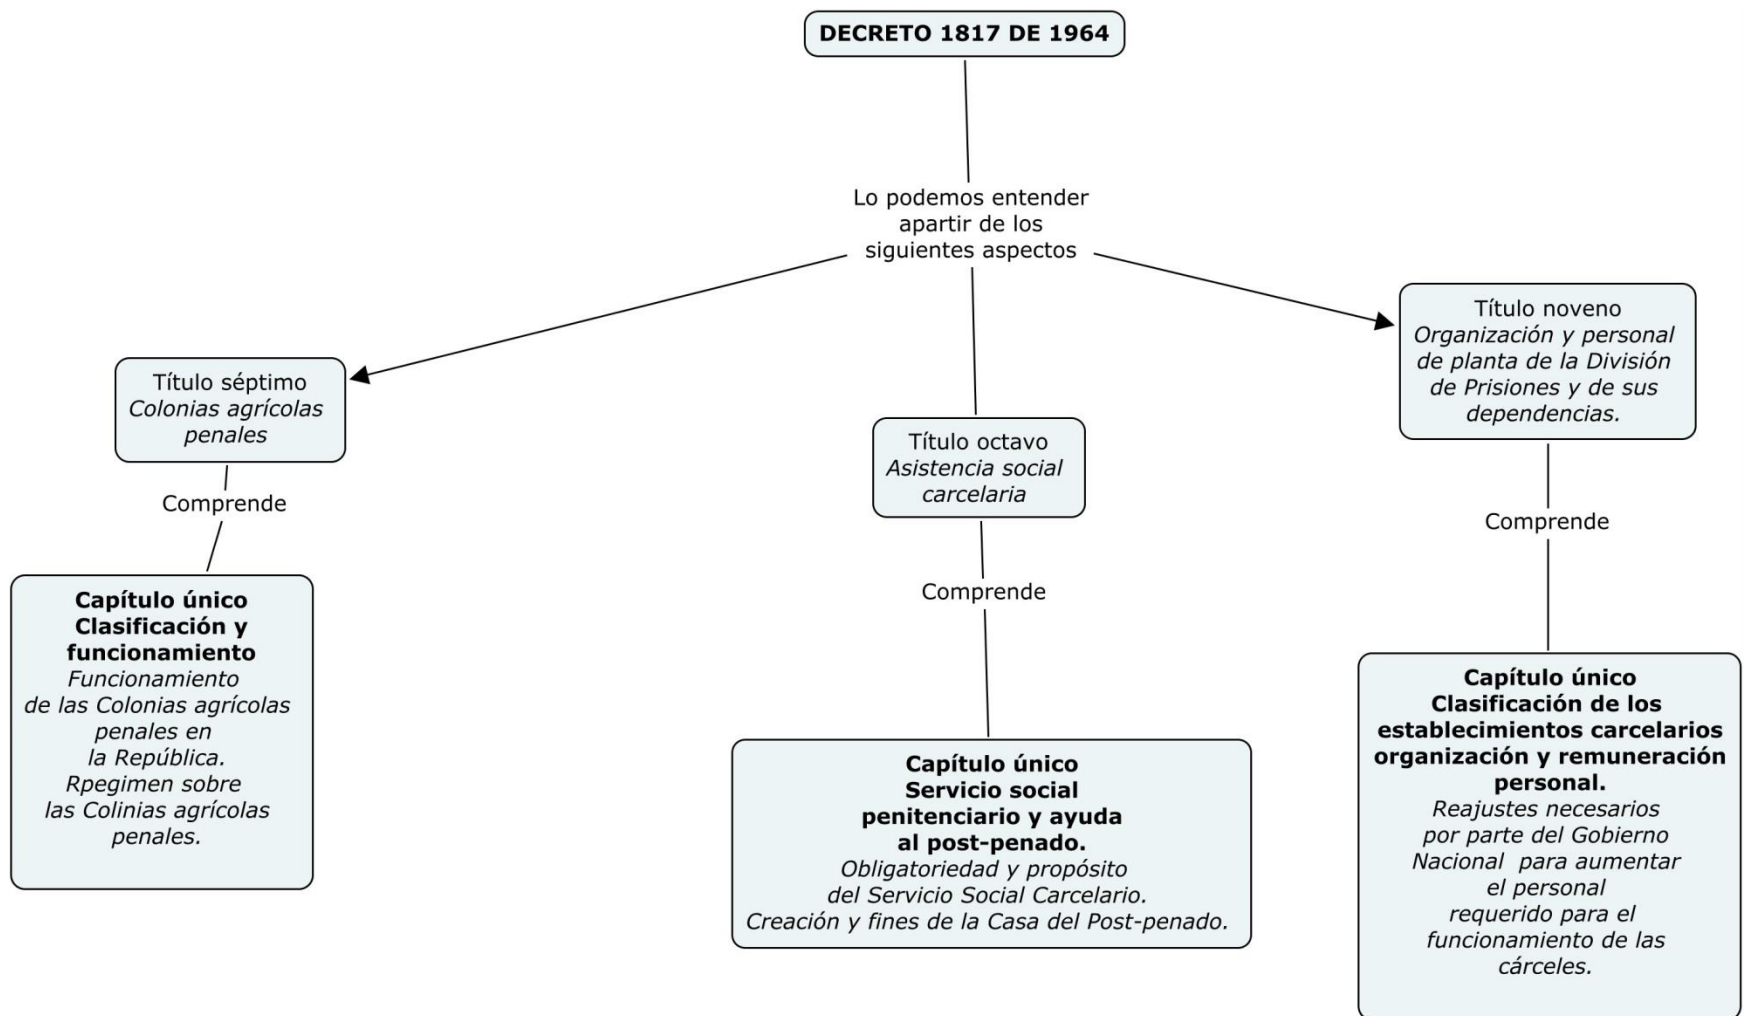 DECRETO 1817 DE 1964
Lo podemos entender
apartir de los
siguientes aspectos
Título séptimo
Colonias agrícolas
penales
Comprende
Capítulo único
Clasificación y
funcionamiento
Funcionamiento
de las Colonias agrícolas
penales en
la República.
Rpegimen sobre
las Colinias agrícolas
penales.
Título octavo
Asistencia social
carcelaria
Comprende
Capítulo único
Servicio social
penitenciario y ayuda
al post-penado.
Obligatoriedad y propósito
del Servicio Social Carcelario.
Creación y fines de la Casa del Post-penado.
Título noveno
Organización y personal
de planta de la División
de Prisiones y de sus
dependencias.
Comprende
Capítulo único
Clasificación de los
establecimientos carcelarios
organización y remuneración
personal.
Reajustes necesarios
por parte del Gobierno
Nacional para aumentar
el personal
requerido para el
funcionamiento de las
cárceles.